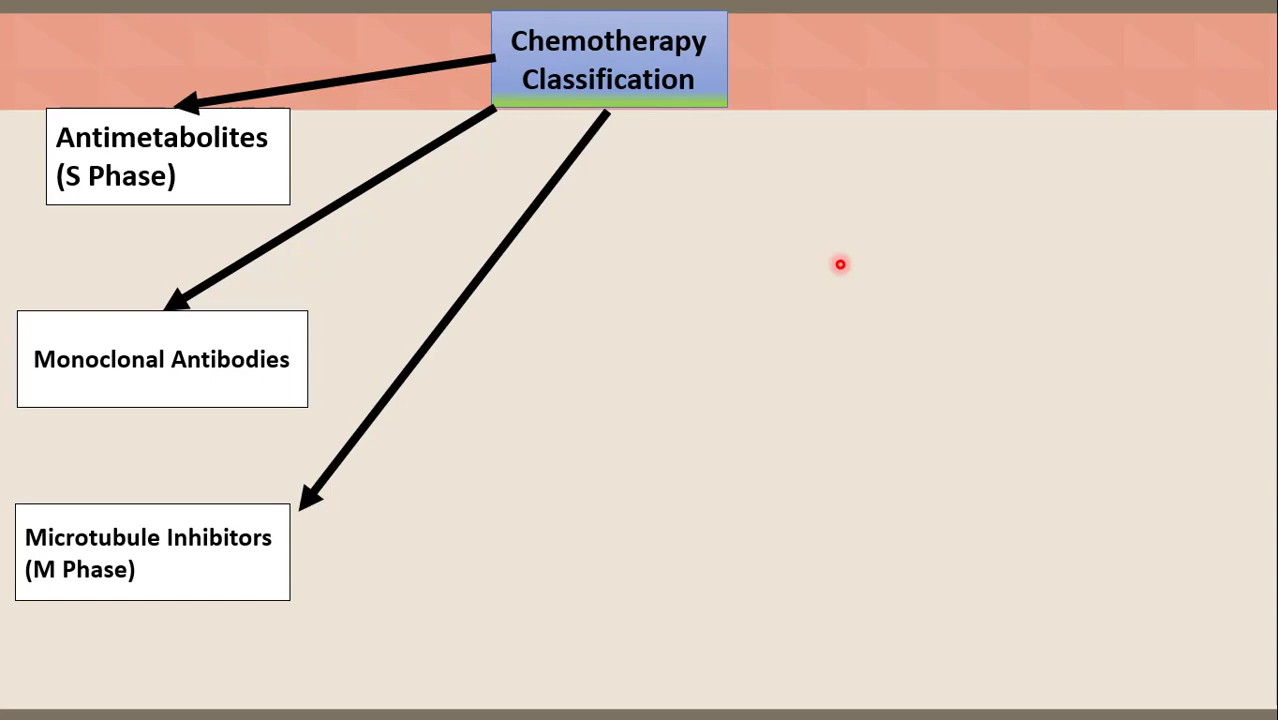 Chemotherapy
Classification
Antimetabolites
(S Phase)
Monoclonal Antibodies
Microtubule Inhibitors
(M Phase)